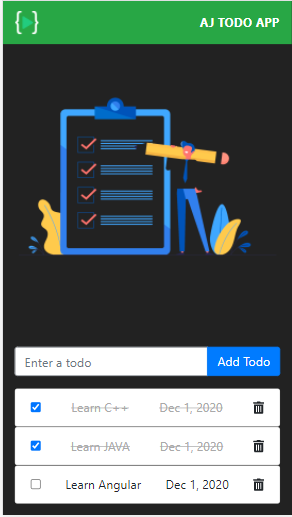 AJ TODO APP
Enter a todo
Add Todo
Learn C++ Dec 1, 2020
Learn JAVA Dec 1, 2020
Learn Angular Dec 1, 2020